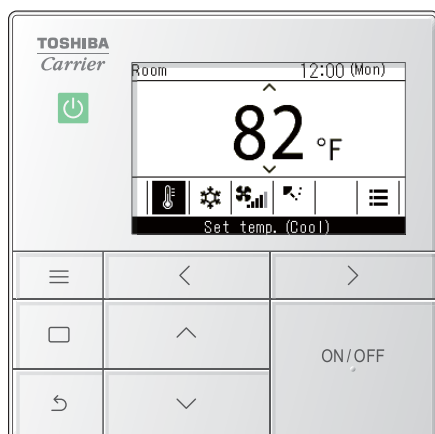 TOSHIBA
Carrier
Room 12:00 (Mon)
82 °F
Set temp. (Cool)
ON/OFF